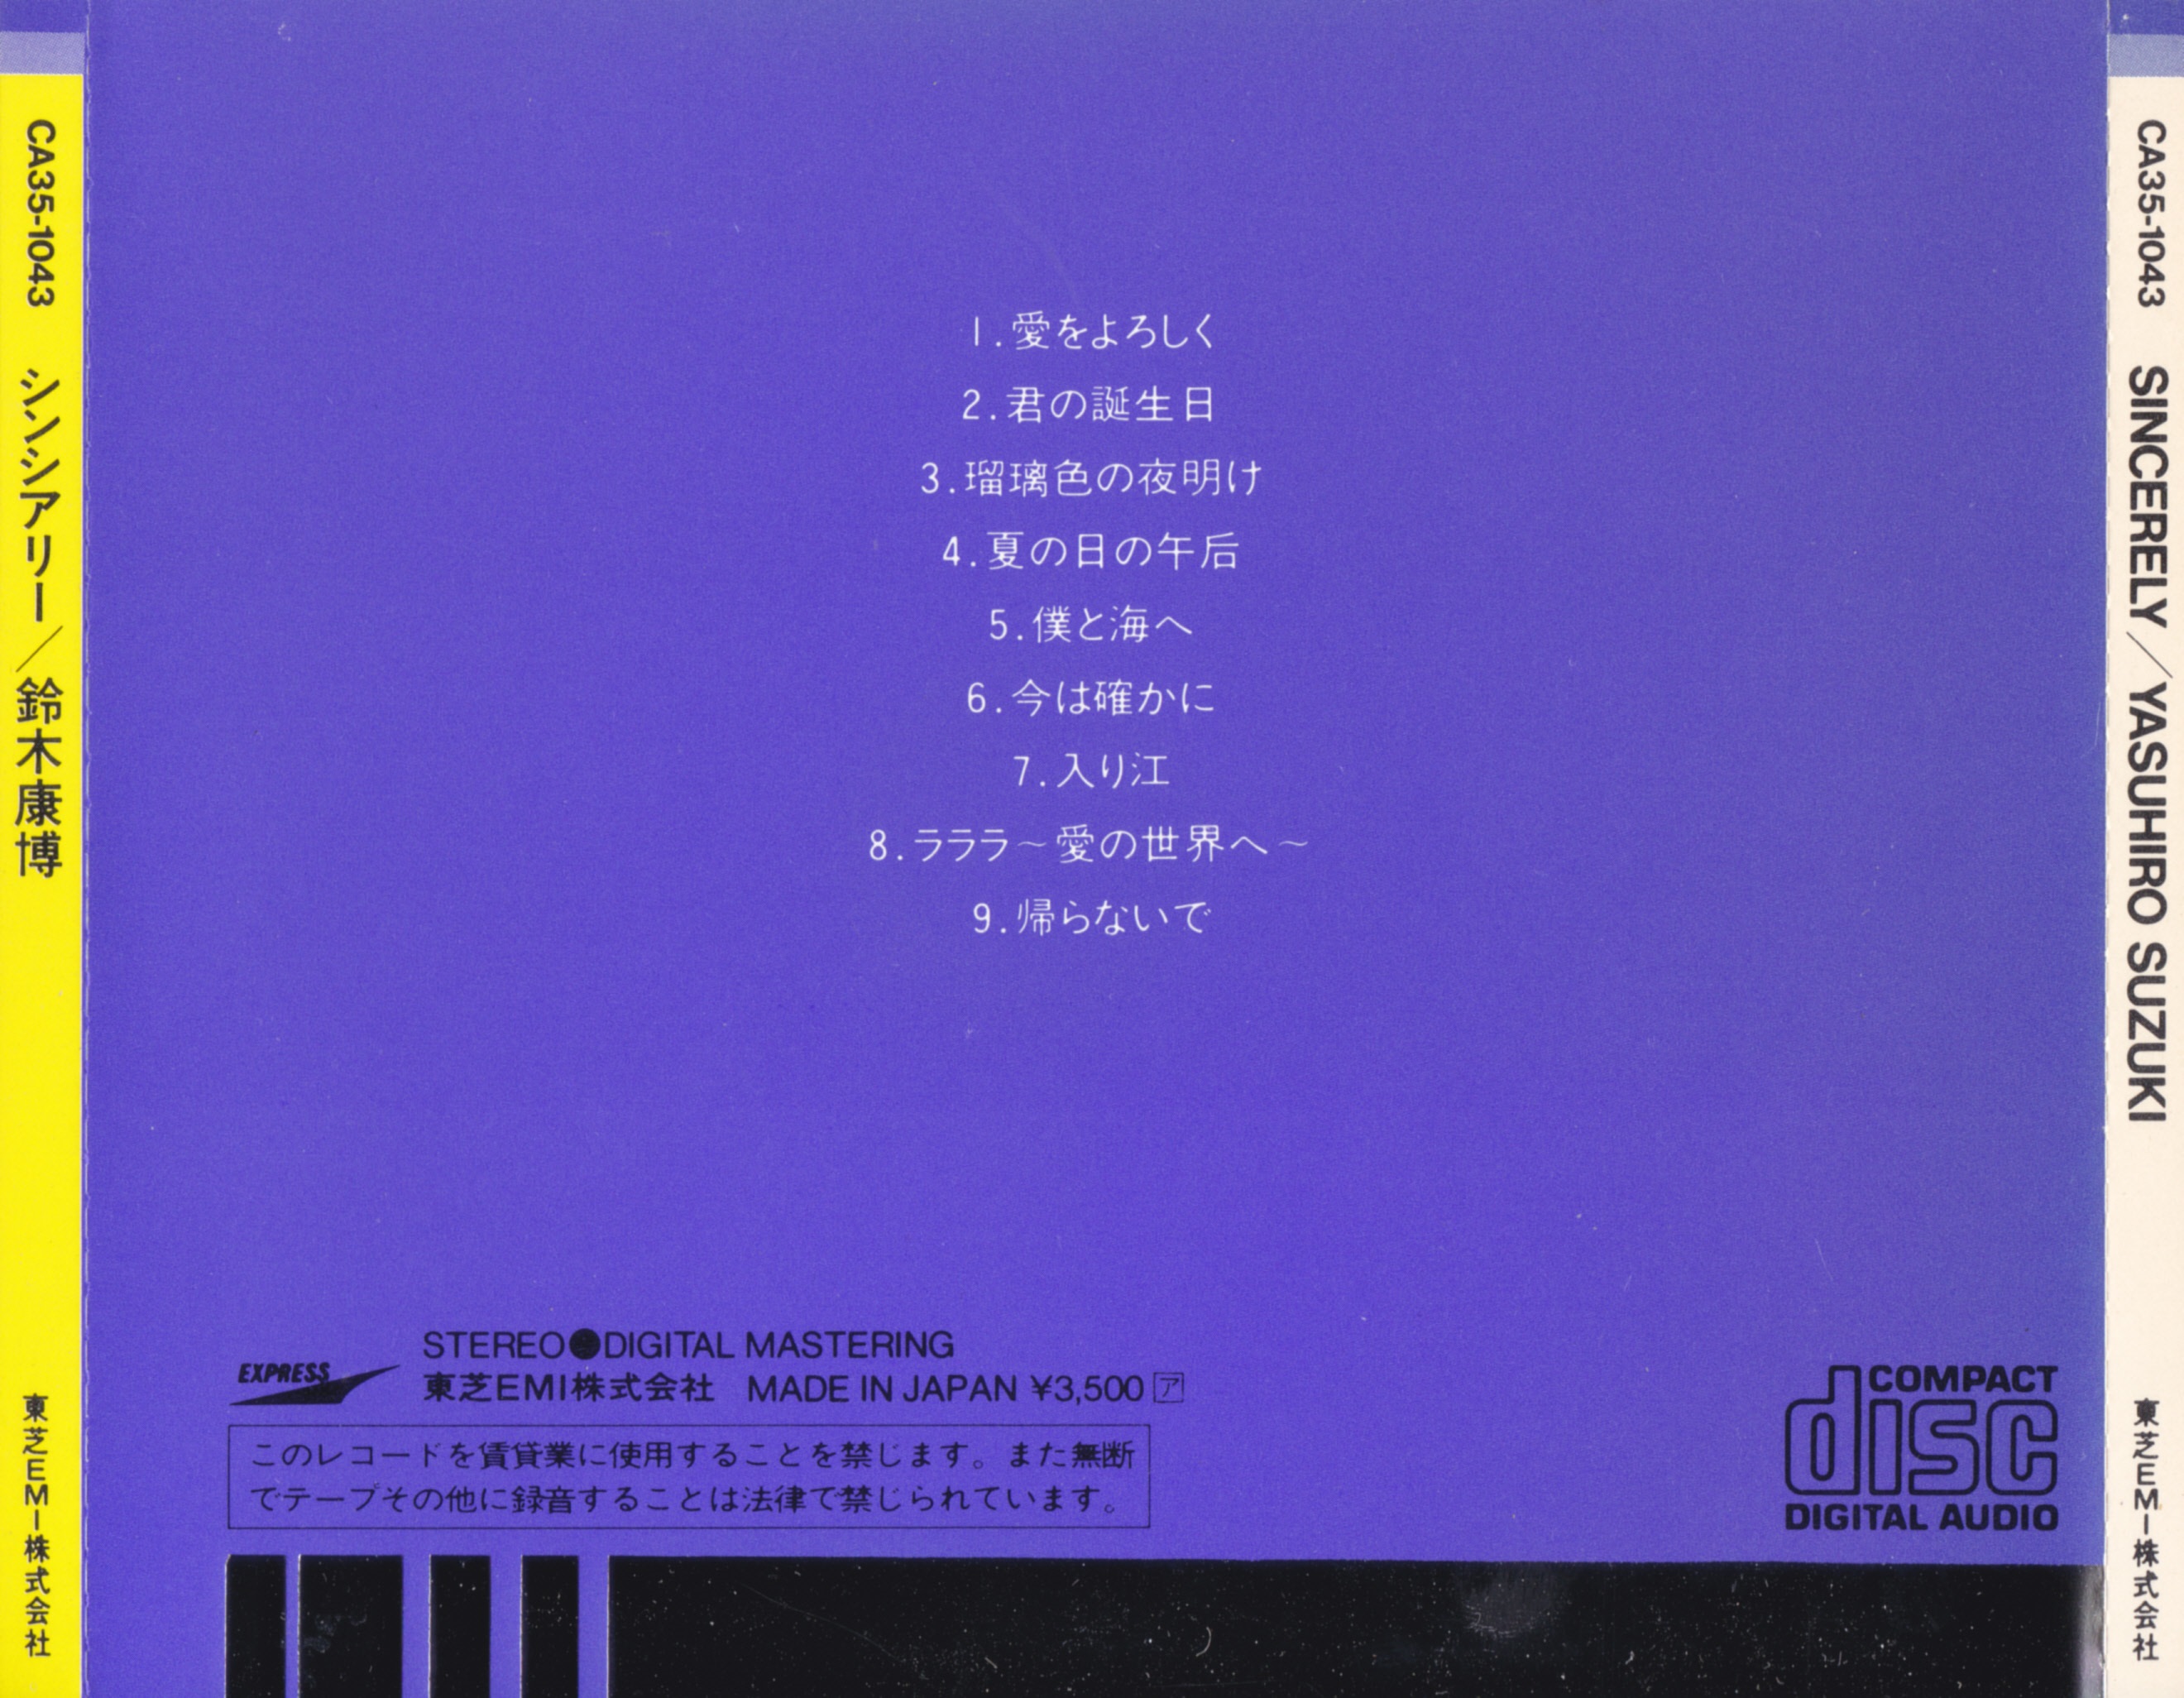 CA35-1043 シンシアリー／鈴木康博 東芝EMI株式会社
1.愛をよろしく
2.君の誕生日
3.瑠璃色の夜明け
4.夏の日の午后
5.僕と海へ
6.今は確かに
7.入り江
8.ラララ〜愛の世界へ〜
9.帰らないで
EXPRESS
STEREO●DIGITAL MASTERING
東芝EMI株式会社 MADE IN JAPAN ¥3,500 ア
このレコードを賃貸業に使用することを禁じます。また無断
でテープその他に録音することは法律で禁じられています。
COMPACT
disc
DIGITAL AUDIO
CA35-1043 SINCERELY／YASUHIRO SUZUKI 東芝EMI株式会社